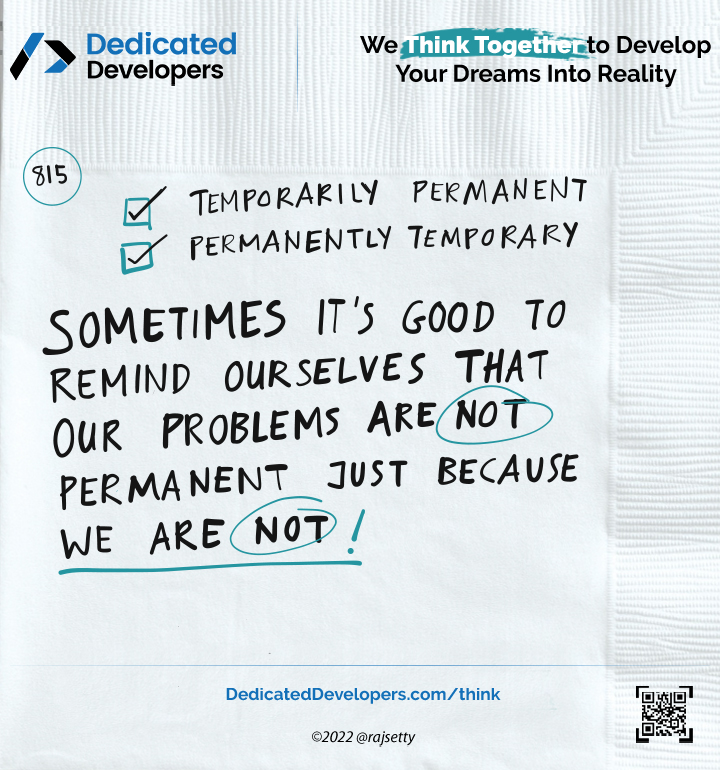 Dedicated
Developers
We Think Together to Develop
Your Dreams Into Reality
815
TEMPORARILY PERMANENT
PERMANENTLY TEMPORARY
SOMETIMES IT'S GOOD TO
REMIND OURSELVES THAT
OUR PROBLEMS ARE NOT
PERMANENT JUST BECAUSE
WE ARE NOT!
DedicatedDevelopers.com/think
©2022 @rajsetty